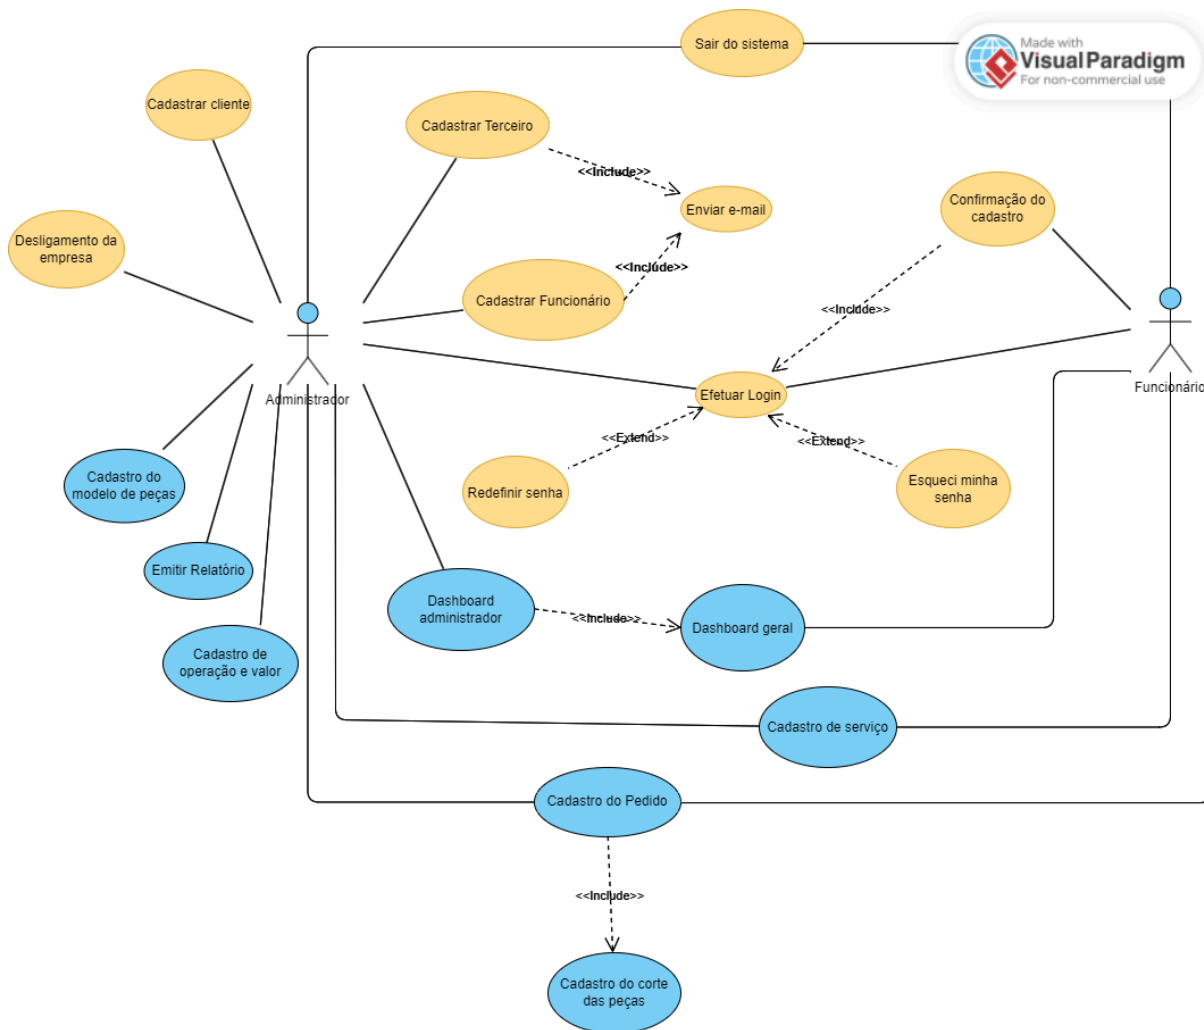 Sair do sistema
Made with
Visual Paradigm
For non-commercial use
Cadastrar cliente
Cadastrar Terceiro
<<Include>>
Enviar e-mail
Confirmação do
cadastro
Desligamento da
empresa
<<Include>>
Cadastrar Funcionário
<<Include>>
Administrador
Efetuar Login
Funcionário
<<Extend>>
<<Extend>>
Cadastro do
modelo de peças
Redefinir senha
Esqueci minha
senha
Emitir Relatório
Dashboard
administrador
<<Include>>
Dashboard geral
Cadastro de
operação e valor
Cadastro de serviço
Cadastro do Pedido
<<Include>>
Cadastro do corte
das peças